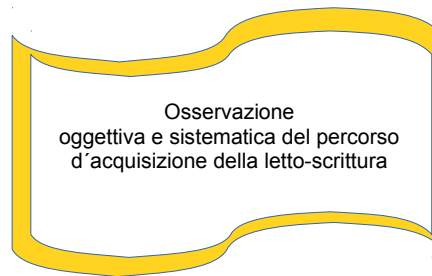 Osservazione
oggettiva e sistematica del percorso
d´acquisizione della letto-scrittura